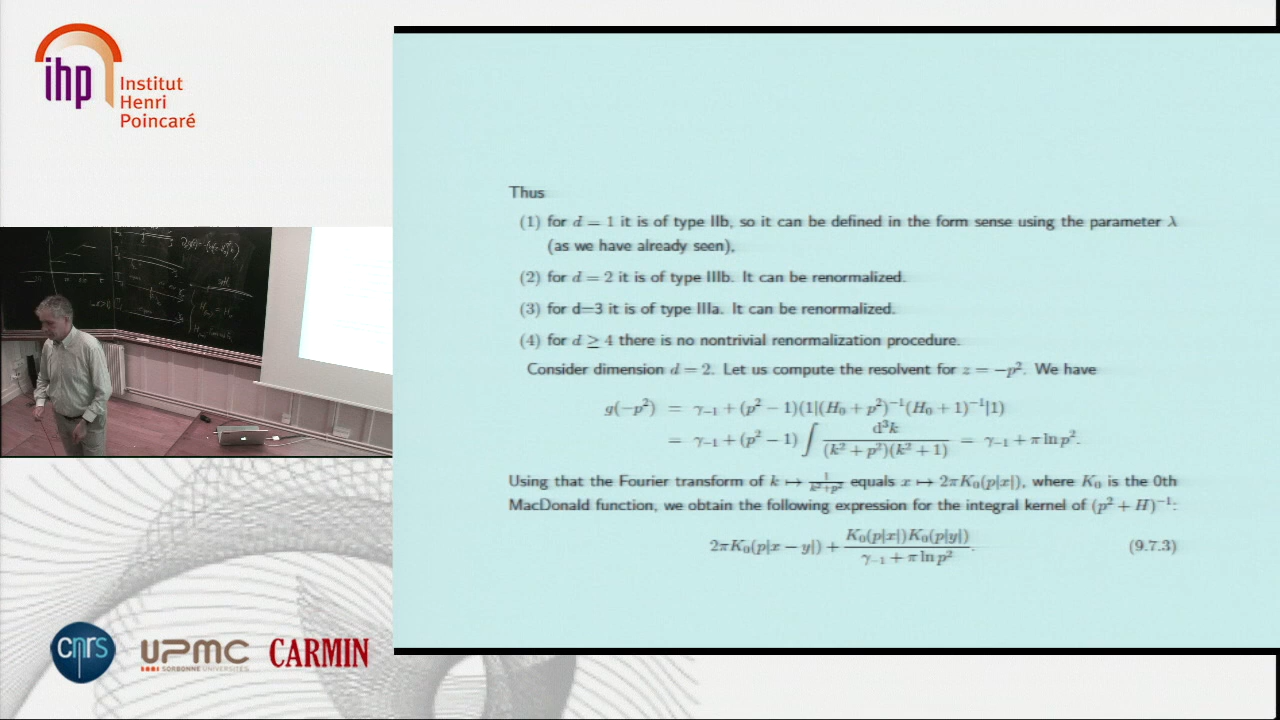 ihp
Institut
Henri
Poincaré
Thus
(1) for d = 1 it is of type IIb, so it can be defined in the form sense using the parameter λ
(as we have already seen),
(2) for d = 2 it is of type IIIb. It can be renormalized.
(3) for d=3 it is of type IIIa. It can be renormalized.
(4) for d ≥ 4 there is no nontrivial renormalization procedure.
Consider dimension d = 2. Let us compute the resolvent for z = −p². We have
g(−p²) = γ₋₁ + (p² − 1)(1|(H₀ + p²)⁻¹(H₀ + 1)⁻¹|1)
= γ₋₁ + (p² − 1) ∫ d³k / ((k² + p²)(k² + 1)) = γ₋₁ + π ln p².
Using that the Fourier transform of k ↦ 1/(k²+p²) equals x ↦ 2πK₀(p|x|), where K₀ is the 0th
MacDonald function, we obtain the following expression for the integral kernel of (p² + H)⁻¹:
2πK₀(p|x − y|) + K₀(p|x|)K₀(p|y|) / (γ₋₁ + π ln p²). (9.7.3)
cnrs
UPMC
SORBONNE UNIVERSITÉS
CARMIN